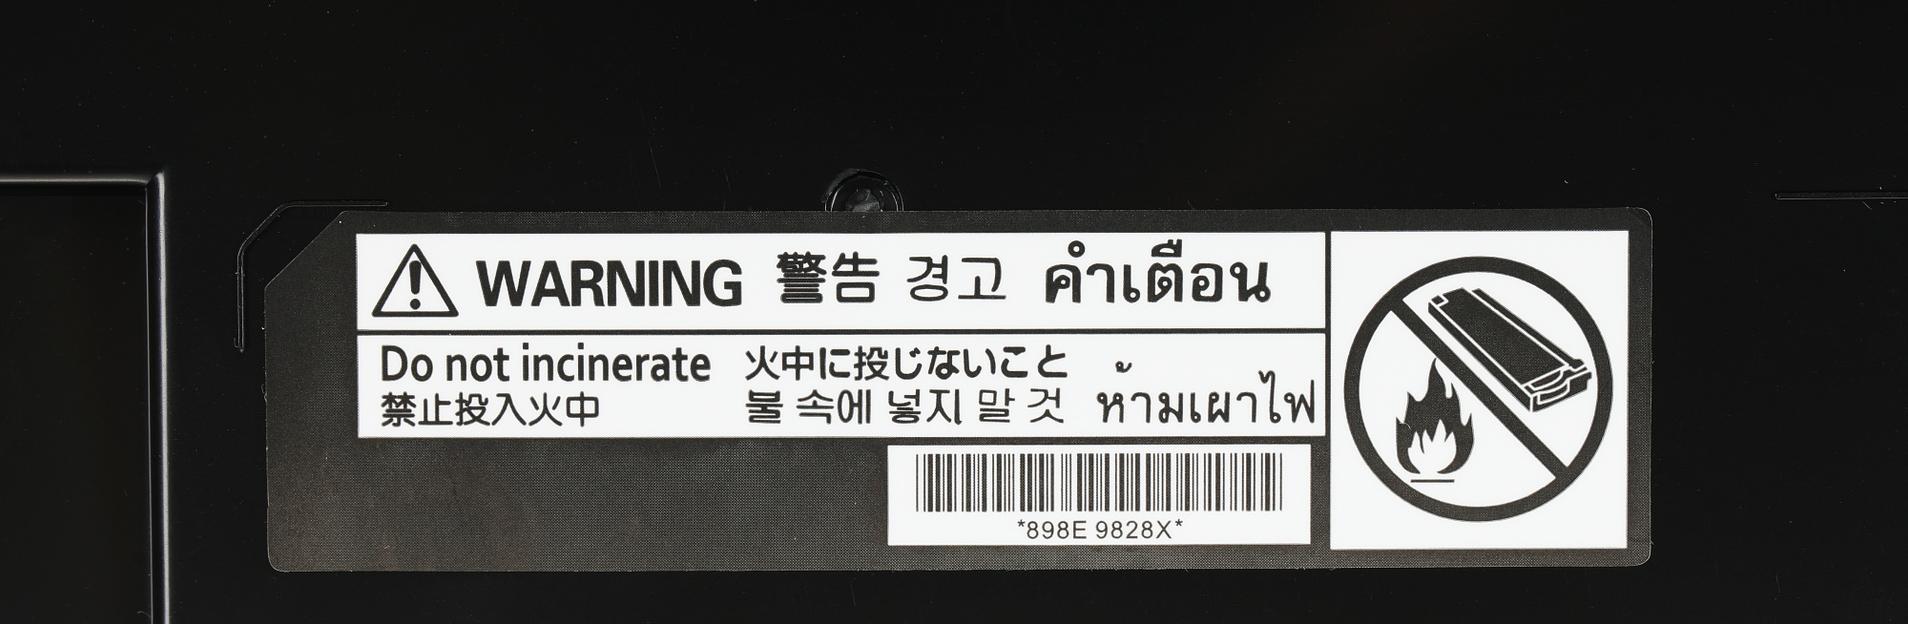 WARNING 警告 경고 คำเตือน
Do not incinerate 火中に投じないこと
禁止投入火中 불 속에 넣지 말 것 ห้ามเผาไฟ
*898E 9828X*